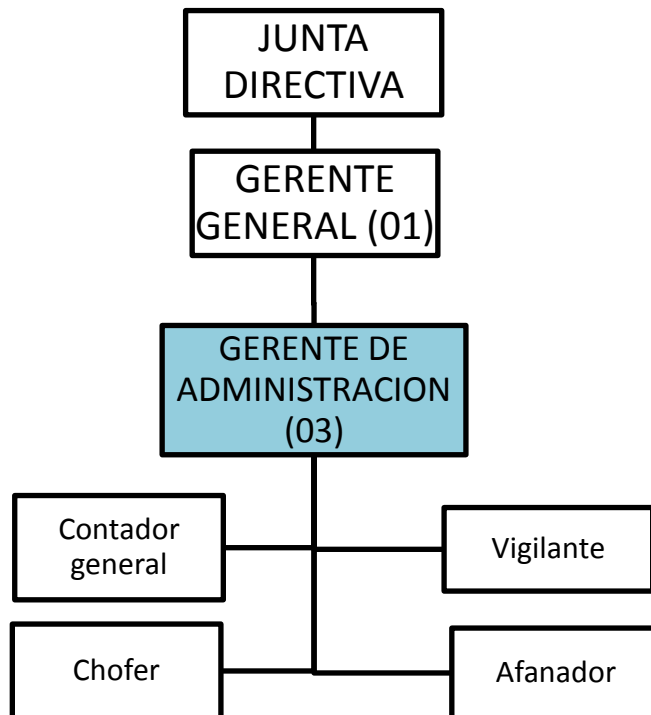 JUNTA
DIRECTIVA
GERENTE
GENERAL (01)
GERENTE DE
ADMINISTRACION
(03)
Contador
general
Vigilante
Chofer
Afanador